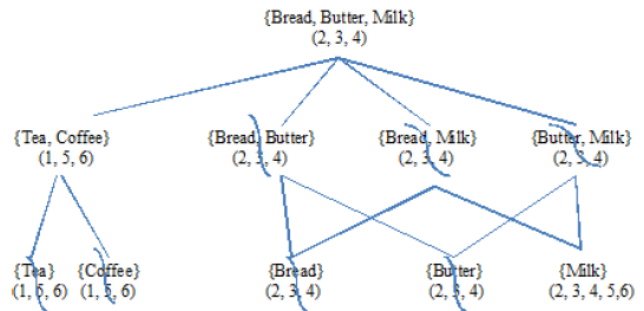 {Bread, Butter, Milk}
(2, 3, 4)
{Tea, Coffee} {Bread, Butter} {Bread, Milk} {Butter, Milk}
(1, 5, 6) (2, 3, 4) (2, 3, 4) (2, 3, 4)
{Tea} {Coffee} {Bread} {Butter} {Milk}
(1, 5, 6) (1, 5, 6) (2, 3, 4) (2, 3, 4) (2, 3, 4, 5,6)